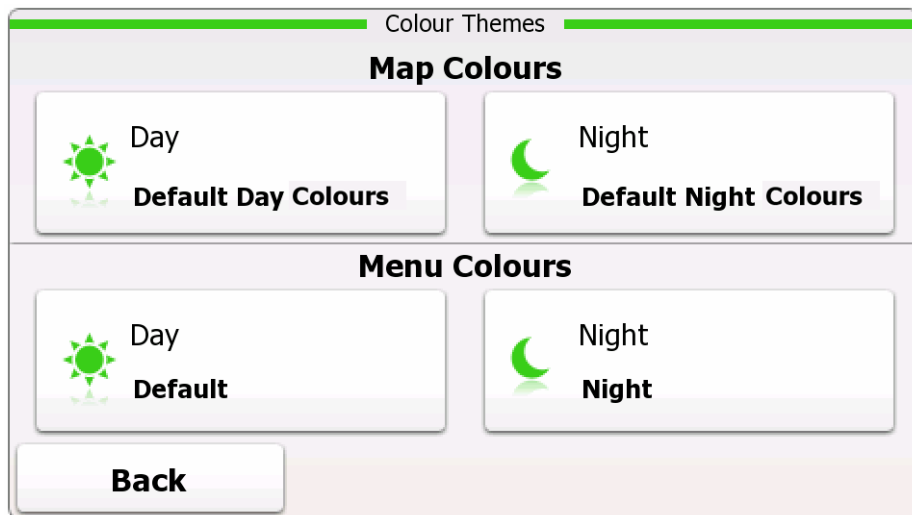 Colour Themes
Map Colours
Day
Default Day Colours
Night
Default Night Colours
Menu Colours
Day
Default
Night
Night
Back